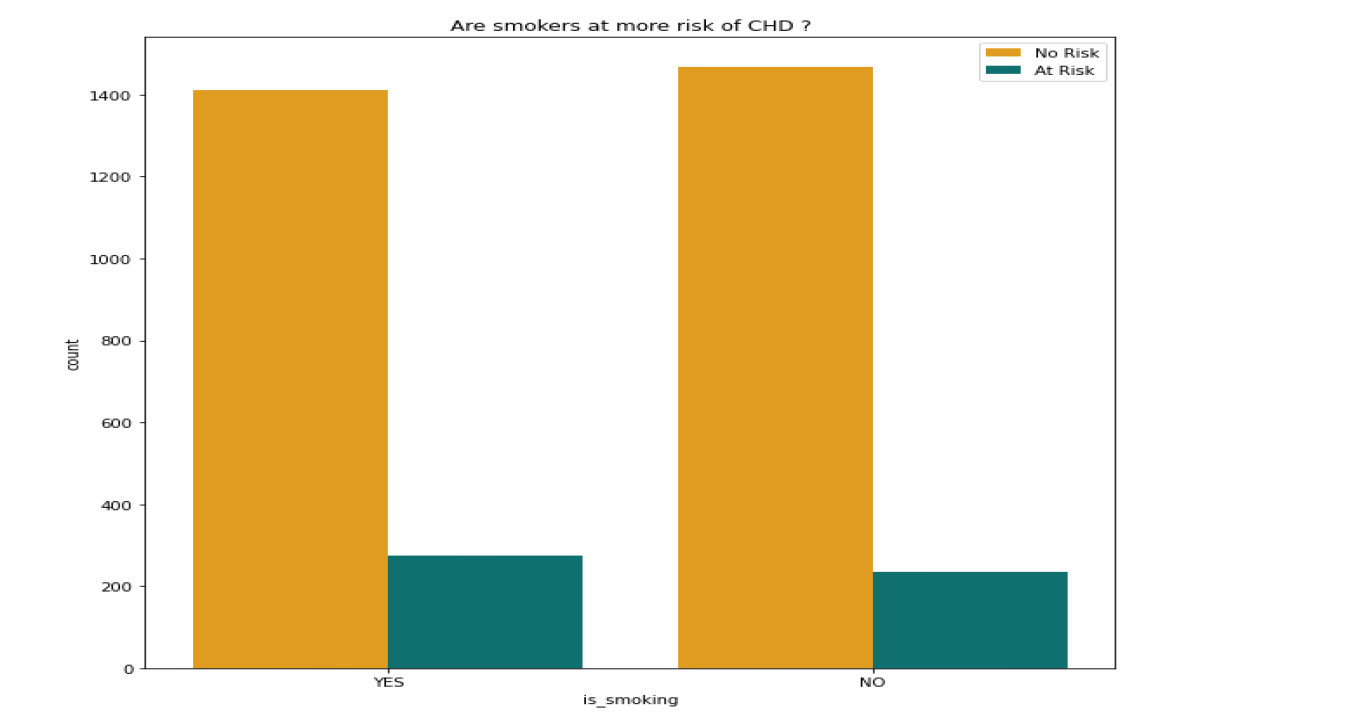 Are smokers at more risk of CHD ?
No Risk
At Risk
1400
1200
1000
800
600
400
200
0
count
YES
NO
is_smoking